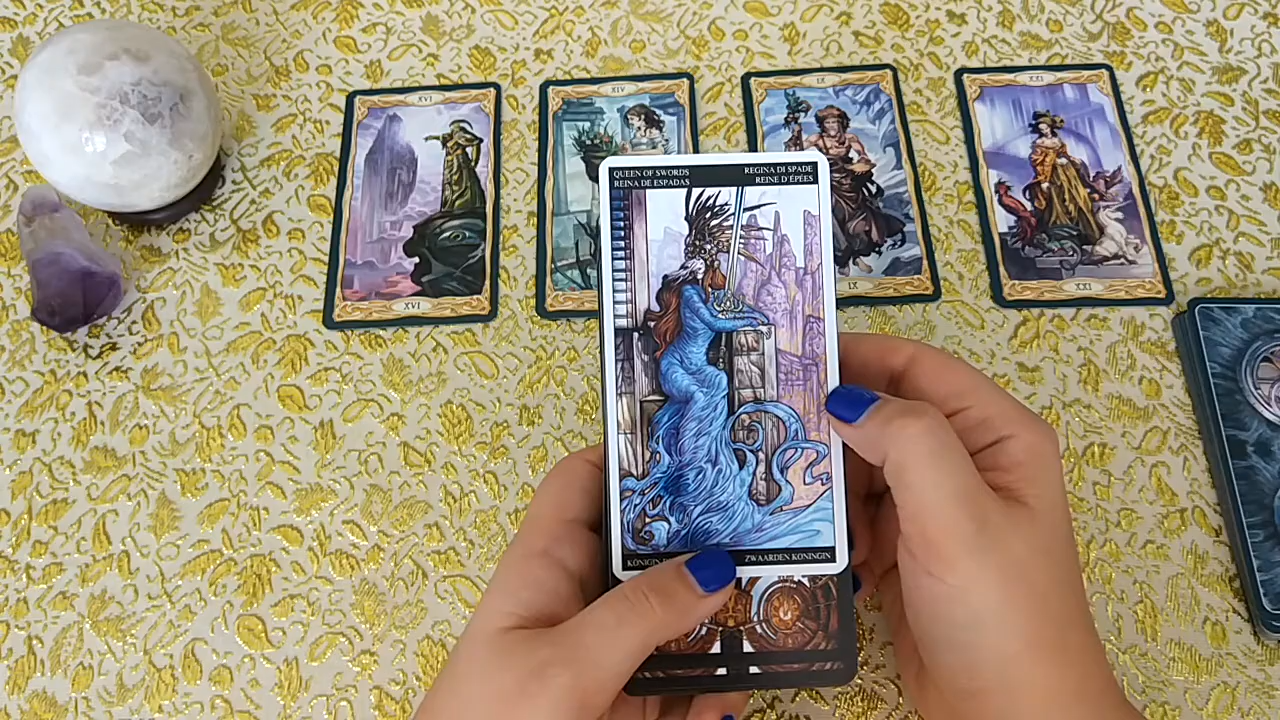 XVI
XIV
IX
XXI
QUEEN OF SWORDS
REINA DE ESPADAS
REGINA DI SPADE
REINE D'ÉPÉES
XVI
IX
XXI
KÖNIGIN
ZWAARDEN KONINGIN